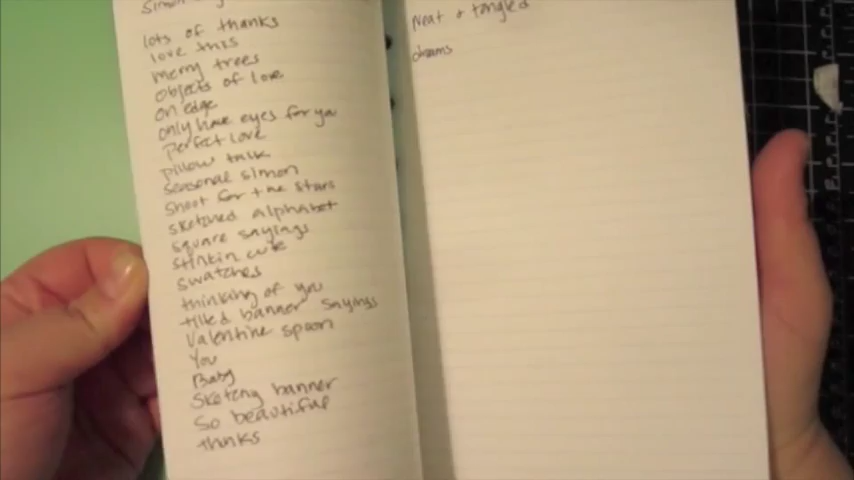 Simon
lots of thanks
love this
merry trees
objects of love
on edge
only have eyes for you
perfect love
pillow talk
seasonal simon
shoot for the stars
sketched alphabet
square sayings
stinkin cute
swatches
thinking of you
tilted banner sayings
Valentine spoon
You
Baby
Sketchy banner
So beautiful
thanks
Neat & tangled
dreams